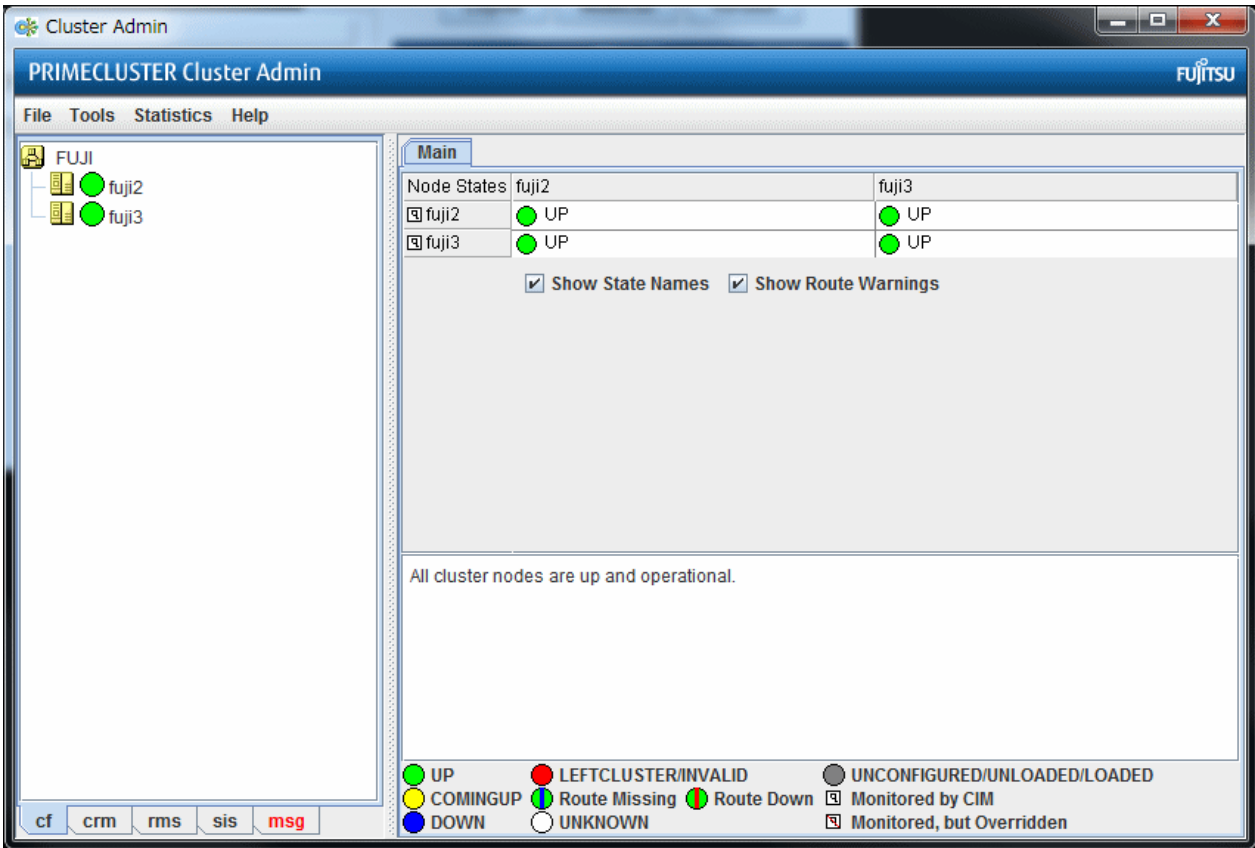 Cluster Admin
PRIMECLUSTER Cluster Admin
FUJITSU
File Tools Statistics Help
FUJI
fuji2
fuji3
Main
Node States fuji2 fuji3
fuji2 UP UP
fuji3 UP UP
Show State Names Show Route Warnings
All cluster nodes are up and operational.
UP LEFTCLUSTER/INVALID UNCONFIGURED/UNLOADED/LOADED
COMINGUP Route Missing Route Down Monitored by CIM
DOWN UNKNOWN Monitored, but Overridden
cf crm rms sis msg